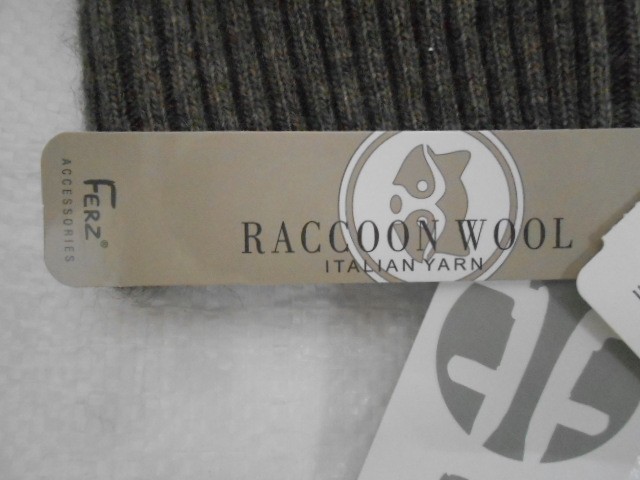 FERZ®
ACCESSORIES
RACCOON WOOL
ITALIAN YARN